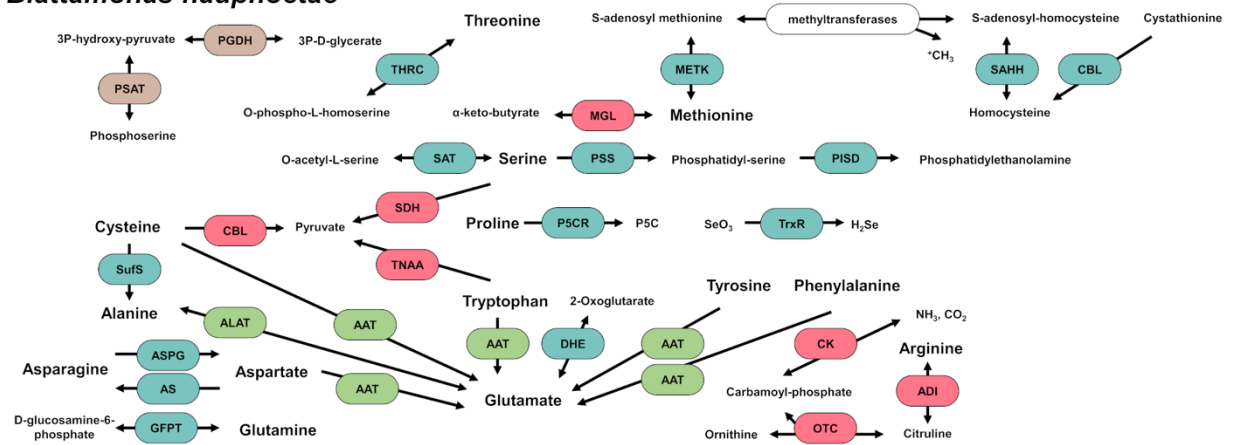 Blattamonas nauphoetae
Threonine
S-adenosyl methionine
methyltransferases
S-adenosyl-homocysteine
Cystathionine
3P-hydroxy-pyruvate
PGDH
3P-D-glycerate
⁺CH₃
THRC
METK
SAHH
CBL
PSAT
O-phospho-L-homoserine
α-keto-butyrate
MGL
Methionine
Homocysteine
Phosphoserine
O-acetyl-L-serine
SAT
Serine
PSS
Phosphatidyl-serine
PISD
Phosphatidylethanolamine
SDH
Cysteine
CBL
Pyruvate
Proline
P5CR
P5C
SeO₃
TrxR
H₂Se
TNAA
SufS
Tyrosine
Phenylalanine
Tryptophan
2-Oxoglutarate
Alanine
ALAT
AAT
NH₃, CO₂
AAT
DHE
AAT
CK
Arginine
ASPG
Asparagine
Aspartate
AAT
AAT
AS
Carbamoyl-phosphate
ADI
Glutamate
D-glucosamine-6-
phosphate
GFPT
Glutamine
Ornithine
OTC
Citruline